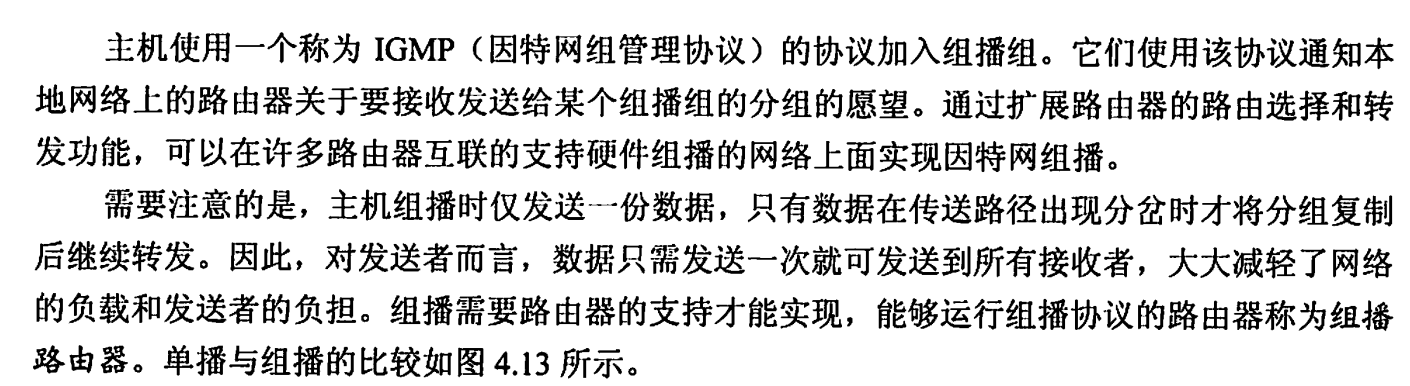 主机使用一个称为 IGMP（因特网组管理协议）的协议加入组播组。它们使用该协议通知本
地网络上的路由器关于要接收发送给某个组播组的分组的愿望。通过扩展路由器的路由选择和转
发功能，可以在许多路由器互联的支持硬件组播的网络上面实现因特网组播。
需要注意的是，主机组播时仅发送一份数据，只有数据在传送路径出现分岔时才将分组复制
后继续转发。因此，对发送者而言，数据只需发送一次就可发送到所有接收者，大大减轻了网络
的负载和发送者的负担。组播需要路由器的支持才能实现，能够运行组播协议的路由器称为组播
路由器。单播与组播的比较如图 4.13 所示。